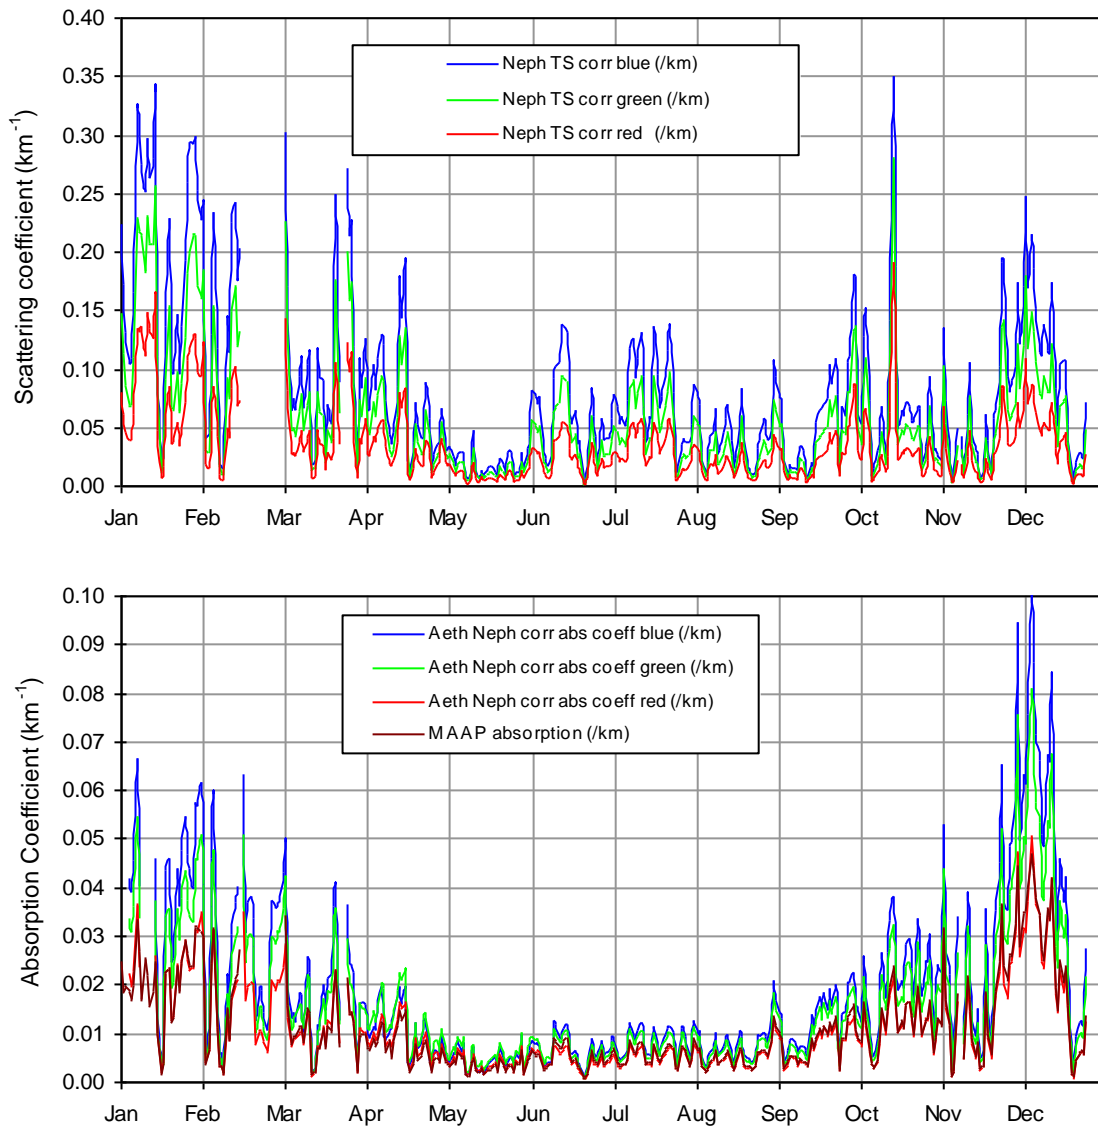 0.40
0.35
0.30
0.25
0.20
0.15
0.10
0.05
0.00
Scattering coefficient (km-1)
Neph TS corr blue (/km)
Neph TS corr green (/km)
Neph TS corr red (/km)
Jan Feb Mar Apr May Jun Jul Aug Sep Oct Nov Dec
0.10
0.09
0.08
0.07
0.06
0.05
0.04
0.03
0.02
0.01
0.00
Absorption Coefficient (km-1)
Aeth Neph corr abs coeff blue (/km)
Aeth Neph corr abs coeff green (/km)
Aeth Neph corr abs coeff red (/km)
MAAP absorption (/km)
Jan Feb Mar Apr May Jun Jul Aug Sep Oct Nov Dec